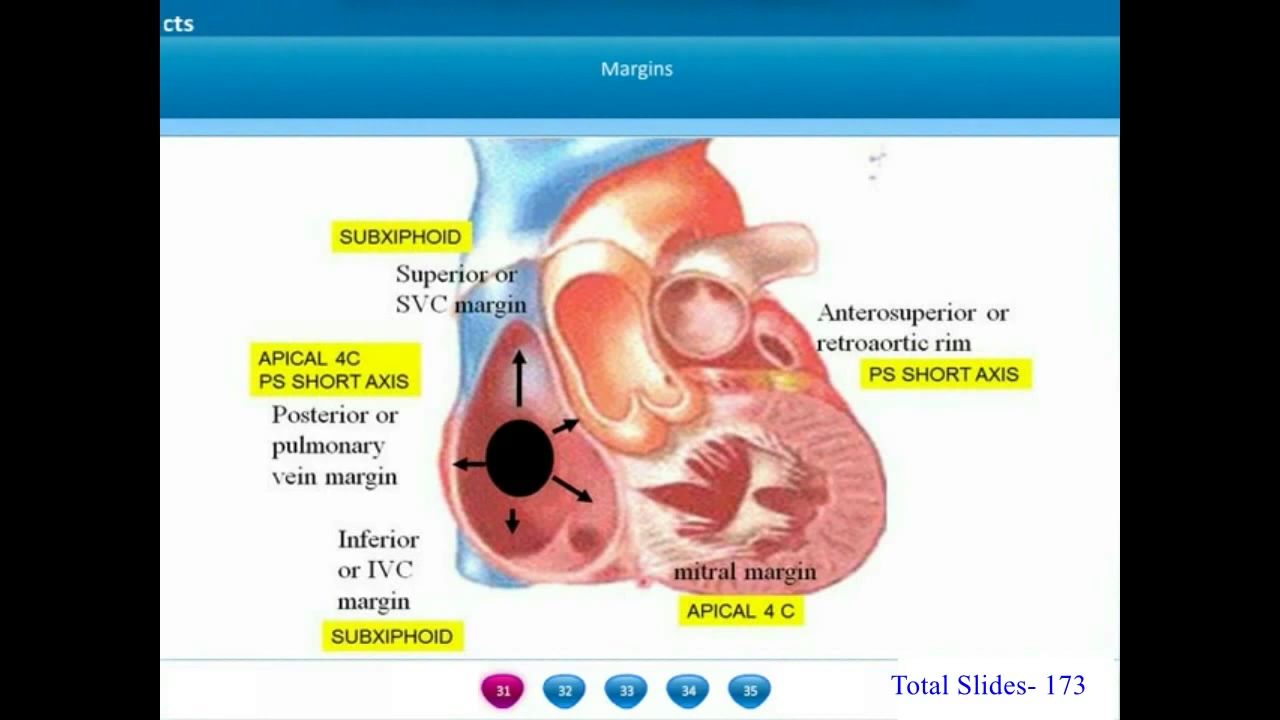 cts
Margins
SUBXIPHOID
Superior or
SVC margin
Anterosuperior or
retroaortic rim
PS SHORT AXIS
APICAL 4C
PS SHORT AXIS
Posterior or
pulmonary
vein margin
Inferior
or IVC
margin
SUBXIPHOID
mitral margin
APICAL 4 C
31 32 33 34 35
Total Slides- 173